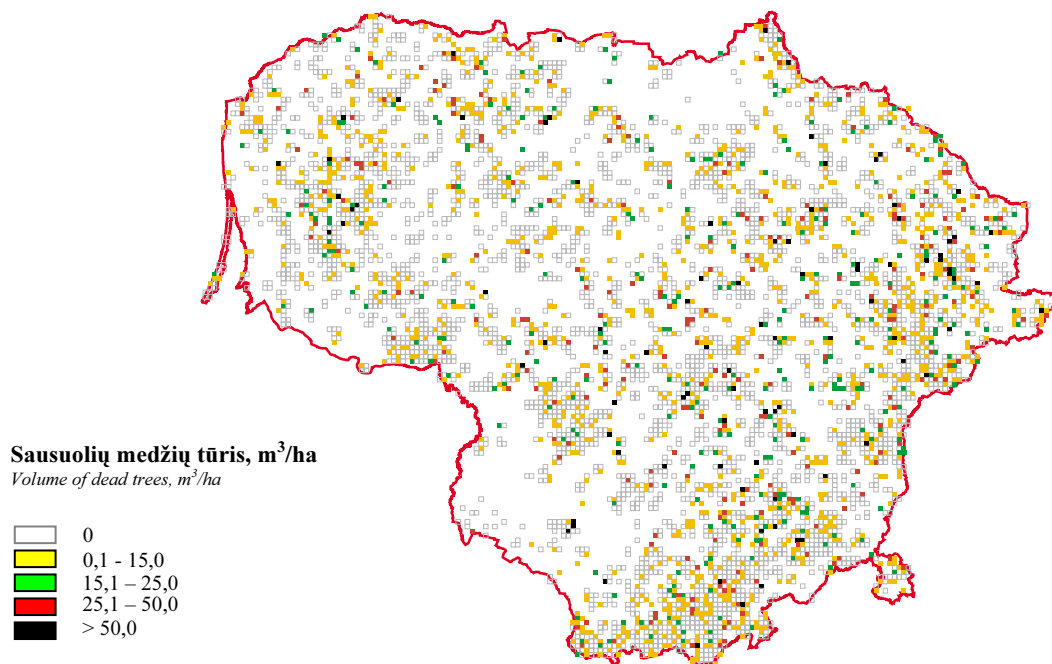 Sausuolių medžių tūris, m³/ha
Volume of dead trees, m³/ha
0
0,1 - 15,0
15,1 – 25,0
25,1 – 50,0
> 50,0